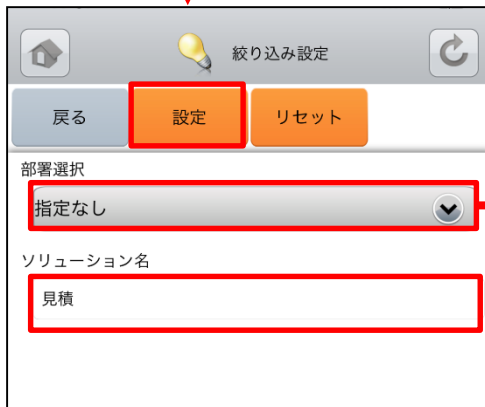 絞り込み設定
戻る 設定 リセット
部署選択
指定なし
ソリューション名
見積